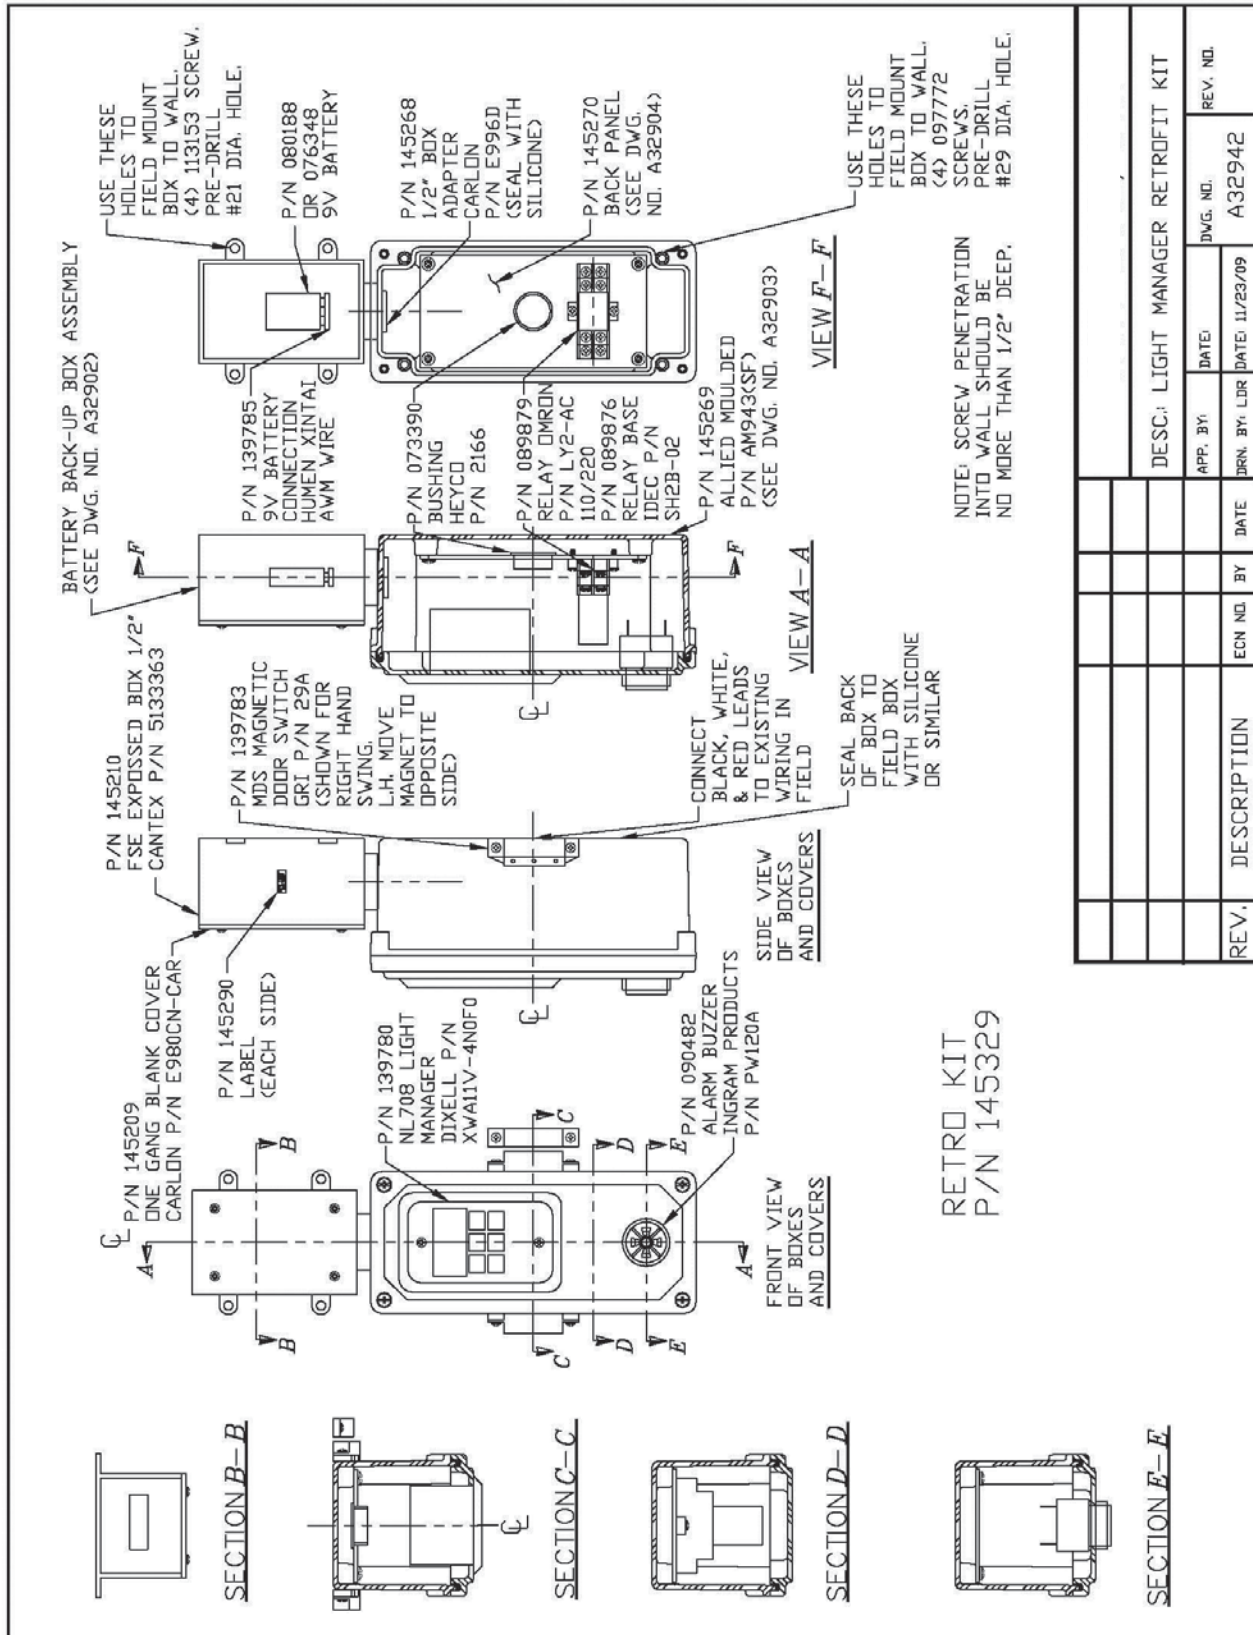 P/N 145209
ONE GANG BLANK COVER
CARLON P/N E980CN-CAR
P/N 145210
FSE EXPOSSED BOX 1/2"
CANTEX P/N 5133363
BATTERY BACK-UP BOX ASSEMBLY
(SEE DWG. NO. A32902)
USE THESE
HOLES TO
FIELD MOUNT
BOX TO WALL.
(4) 113153 SCREW.
PRE-DRILL
#21 DIA. HOLE.
P/N 145290
LABEL
(EACH SIDE)
P/N 139783
MDS MAGNETIC
DOOR SWITCH
GRI P/N 29A
(SHOWN FOR
RIGHT HAND
SWING.
L.H. MOVE
MAGNET TO
OPPOSITE
SIDE)
P/N 139785
9V BATTERY
CONNECTION
HUMEN XINTAI
AWM WIRE
P/N 080188
OR 076348
9V BATTERY
P/N 139780
NL708 LIGHT
MANAGER
DIXELL P/N
XWA11V-4N0F0
P/N 073390
BUSHING
HEYCO
P/N 2166
P/N 145268
1/2" BOX
ADAPTER
CARLON
P/N E996D
(SEAL WITH
SILICONE)
P/N 089879
RELAY OMRON
P/N LY2-AC
110/220
P/N 089876
RELAY BASE
IDEC P/N
SH2B-02
P/N 145270
BACK PANEL
(SEE DWG.
NO. A32904)
P/N 090482
ALARM BUZZER
INGRAM PRODUCTS
P/N PW120A
CONNECT
BLACK, WHITE,
& RED LEADS
TO EXISTING
WIRING IN
FIELD
P/N 145269
ALLIED MOULDED
P/N AM943(SF)
(SEE DWG. NO. A32903)
SEAL BACK
OF BOX TO
FIELD BOX
WITH SILICONE
OR SIMILAR
USE THESE
HOLES TO
FIELD MOUNT
BOX TO WALL.
(4) 097772
SCREWS.
PRE-DRILL
#29 DIA. HOLE.
A
A
B
B
C
C
D
D
E
E
F
F
FRONT VIEW
OF BOXES
AND COVERS
SIDE VIEW
OF BOXES
AND COVERS
VIEW A-A
VIEW F-F
SECTION B-B
SECTION C-C
SECTION D-D
SECTION E-E
NOTE: SCREW PENETRATION
INTO WALL SHOULD BE
NO MORE THAN 1/2" DEEP.
RETRO KIT
P/N 145329
REV.
DESCRIPTION
ECN NO.
BY
DATE
DESC.: LIGHT MANAGER RETROFIT KIT
APP. BY:
DATE:
DWG. NO.
A32942
REV. NO.
DRN. BY: LDR
DATE: 11/23/09